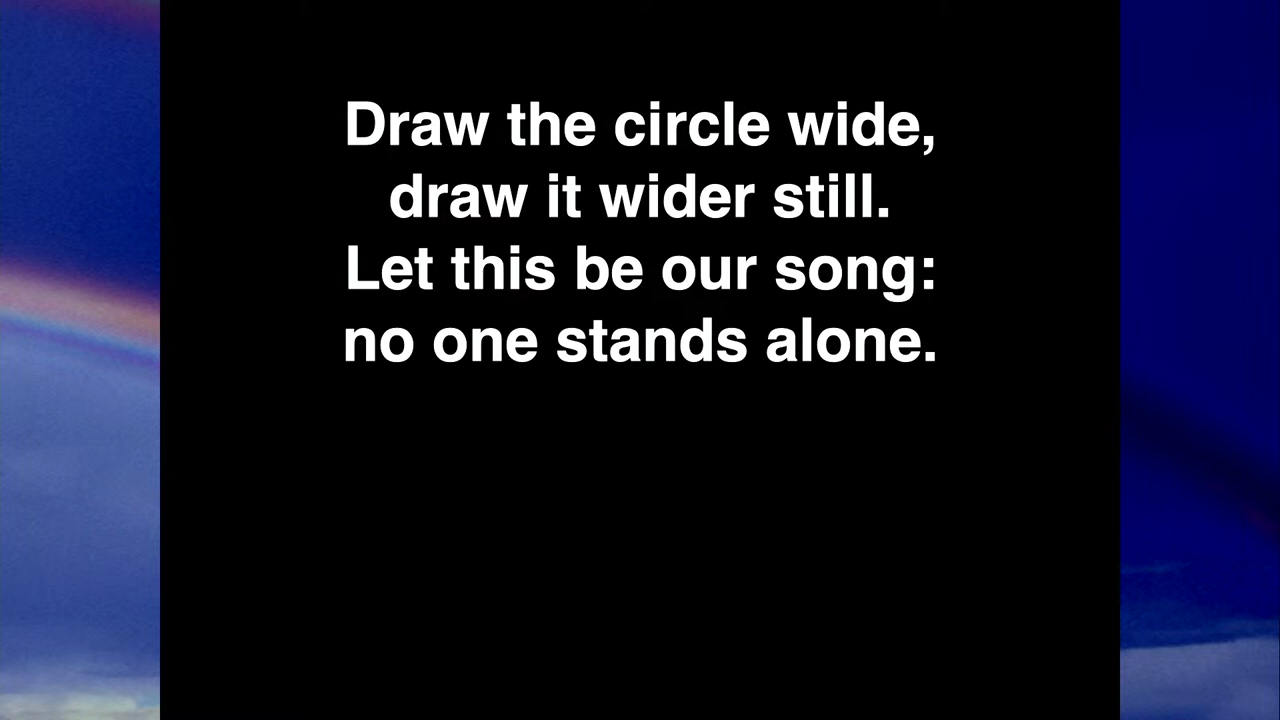 Draw the circle wide,
draw it wider still.
Let this be our song:
no one stands alone.